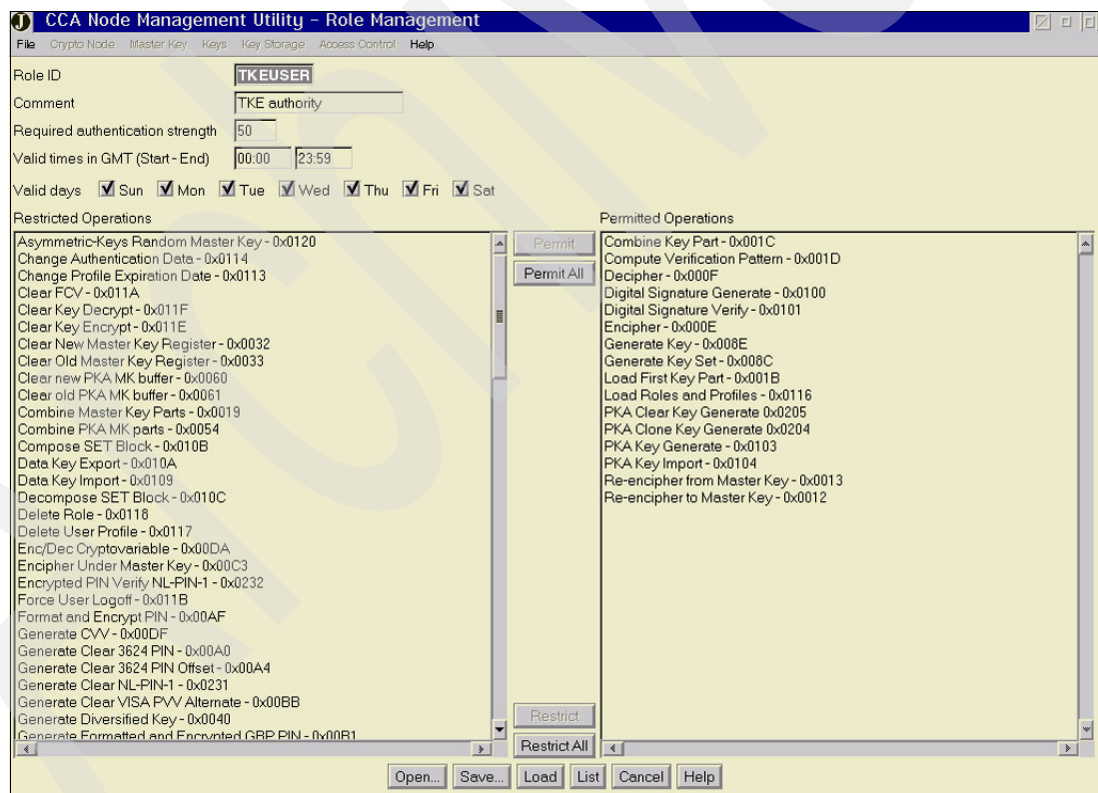 CCA Node Management Utility - Role Management
File Crypto Node Master Key Keys Key Storage Access Control Help
Role ID TKEUSER
Comment TKE authority
Required authentication strength 50
Valid times in GMT (Start - End) 00:00 23:59
Valid days Sun Mon Tue Wed Thu Fri Sat
Restricted Operations
Asymmetric-Keys Random Master Key - 0x0120
Change Authentication Data - 0x0114
Change Profile Expiration Date - 0x0113
Clear FCV - 0x011A
Clear Key Decrypt - 0x011F
Clear Key Encrypt - 0x011E
Clear New Master Key Register - 0x0032
Clear Old Master Key Register - 0x0033
Clear new PKA MK buffer - 0x0060
Clear old PKA MK buffer - 0x0061
Combine Master Key Parts - 0x0019
Combine PKA MK parts - 0x0054
Compose SET Block - 0x010B
Data Key Export - 0x010A
Data Key Import - 0x0109
Decompose SET Block - 0x010C
Delete Role - 0x0118
Delete User Profile - 0x0117
Enc/Dec Cryptovariable - 0x00DA
Encipher Under Master Key - 0x00C3
Encrypted PIN Verify NL-PIN-1 - 0x0232
Force User Logoff - 0x011B
Format and Encrypt PIN - 0x00AF
Generate CVV - 0x00DF
Generate Clear 3624 PIN - 0x00A0
Generate Clear 3624 PIN Offset - 0x00A4
Generate Clear NL-PIN-1 - 0x0231
Generate Clear VISA PVV Alternate - 0x00BB
Generate Diversified Key - 0x0040
Generate Formatted and Encrypted GBP PIN - 0x00B1
Permit
Permit All
Restrict
Restrict All
Permitted Operations
Combine Key Part - 0x001C
Compute Verification Pattern - 0x001D
Decipher - 0x000F
Digital Signature Generate - 0x0100
Digital Signature Verify - 0x0101
Encipher - 0x000E
Generate Key - 0x008E
Generate Key Set - 0x008C
Load First Key Part - 0x001B
Load Roles and Profiles - 0x0116
PKA Clear Key Generate 0x0205
PKA Clone Key Generate 0x0204
PKA Key Generate - 0x0103
PKA Key Import - 0x0104
Re-encipher from Master Key - 0x0013
Re-encipher to Master Key - 0x0012
Open... Save... Load List Cancel Help